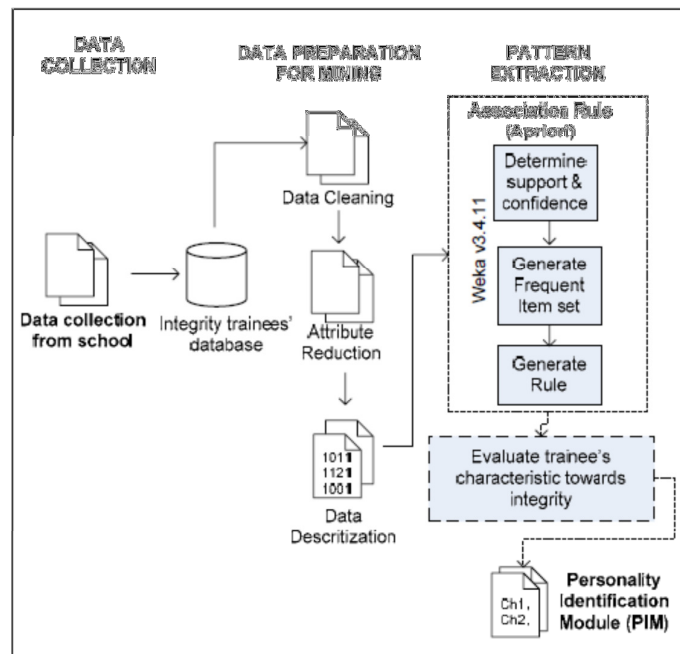 DATA
COLLECTION
DATA PREPARATION
FOR MINING
PATTERN
EXTRACTION
Data collection
from school
Integrity trainees'
database
Data Cleaning
Attribute
Reduction
1011
1121
1001
Data
Descritization
Association Rule
(Apriori)
Weka v3.4.11
Determine
support &
confidence
Generate
Frequent
Item set
Generate
Rule
Evaluate trainee's
characteristic towards
integrity
Ch1,
Ch2,
Personality
Identification
Module (PIM)